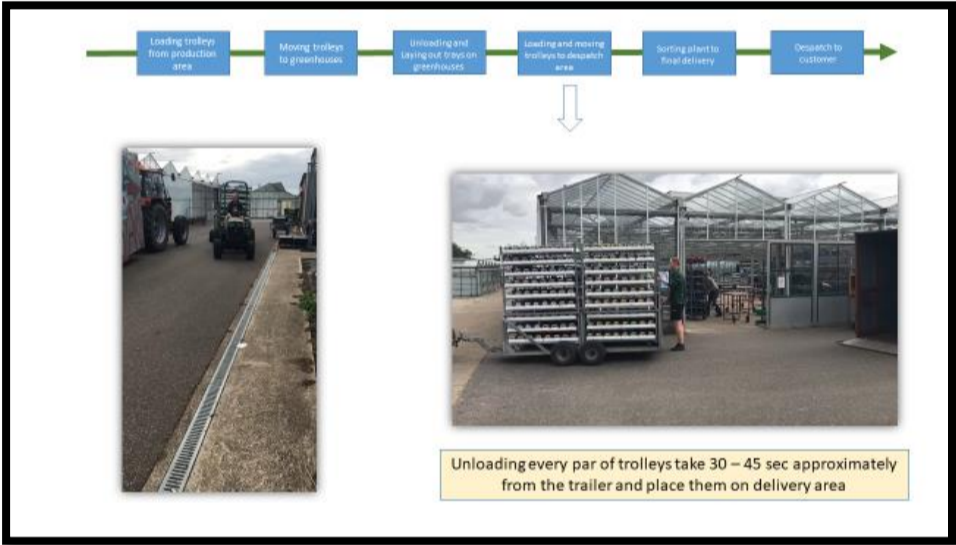 Loading trolleys
from production
area
Moving trolleys
to greenhouses
Unloading and
Laying out trays on
greenhouses
Loading and moving
trolleys to despatch
area
Sorting plant to
final delivery
Despatch to
customer
Unloading every par of trolleys take 30 – 45 sec approximately
from the trailer and place them on delivery area